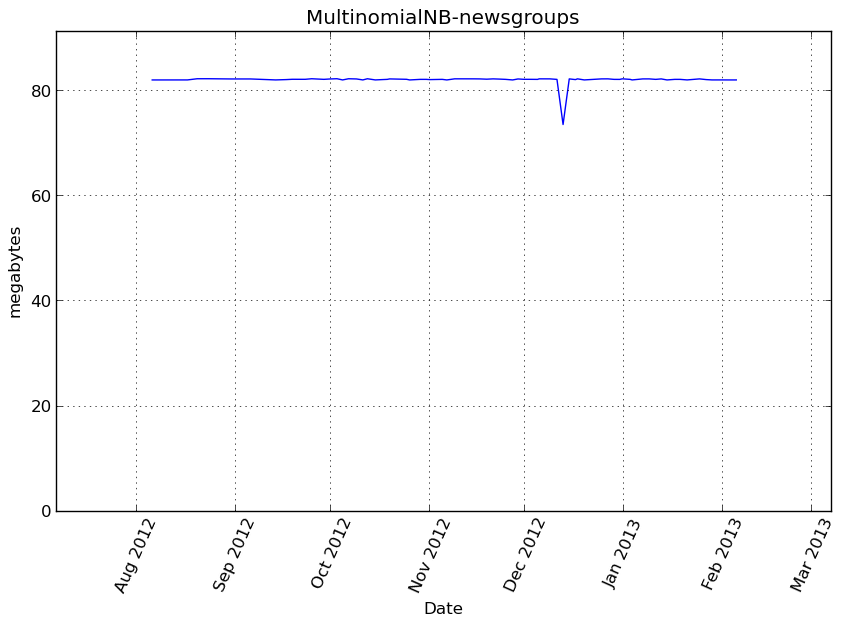 MultinomialNB-newsgroups
80
60
40
20
0
megabytes
Aug 2012
Sep 2012
Oct 2012
Nov 2012
Dec 2012
Jan 2013
Feb 2013
Mar 2013
Date